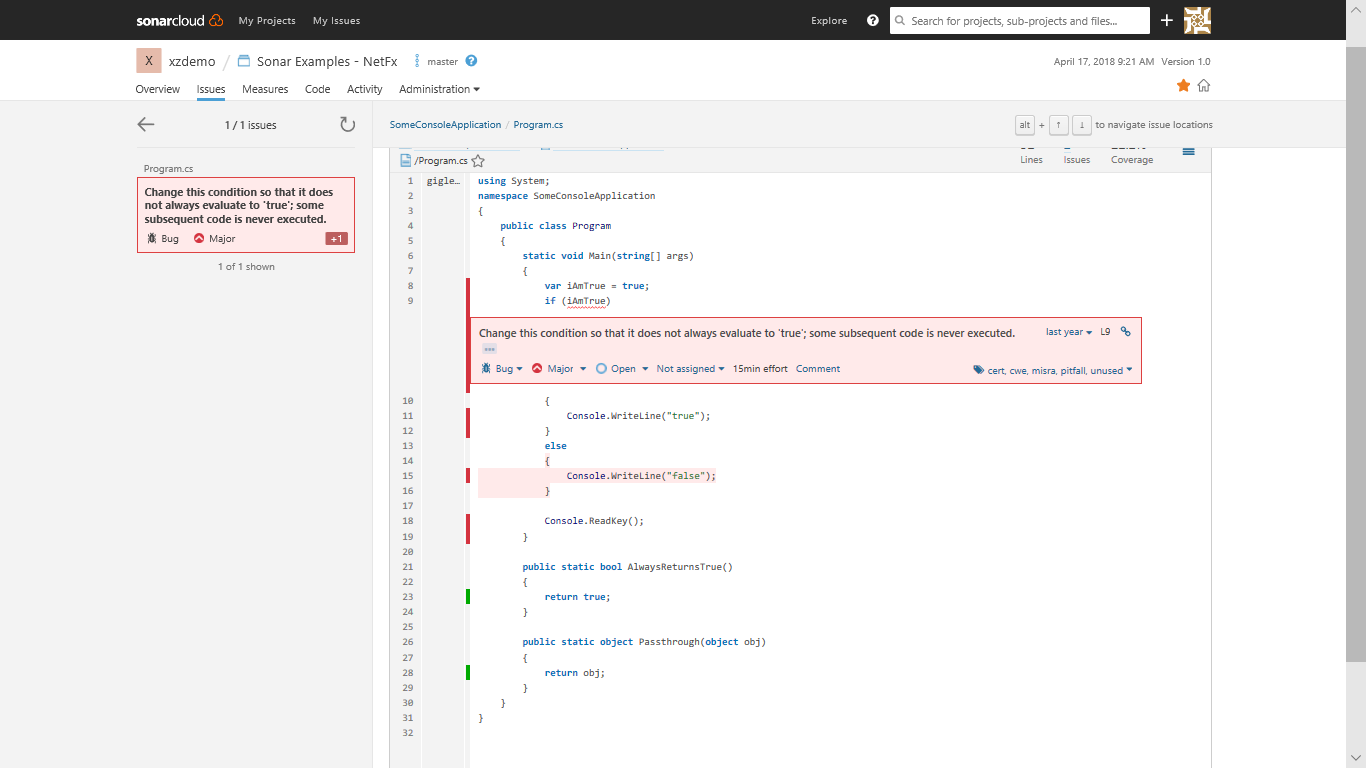 sonarcloud My Projects My Issues Explore Search for projects, sub-projects and files...
X xzdemo / Sonar Examples - NetFx master April 17, 2018 9:21 AM Version 1.0
Overview Issues Measures Code Activity Administration
1 / 1 issues
SomeConsoleApplication / Program.cs
alt + ↑ ↓ to navigate issue locations
Program.cs
Change this condition so that it does
not always evaluate to 'true'; some
subsequent code is never executed.
Bug Major +1
1 of 1 shown
/Program.cs Lines Issues Coverage
1 gigle... using System;
2 namespace SomeConsoleApplication
3 {
4 public class Program
5 {
6 static void Main(string[] args)
7 {
8 var iAmTrue = true;
9 if (iAmTrue)
Change this condition so that it does not always evaluate to 'true'; some subsequent code is never executed. last year L9
...
Bug Major Open Not assigned 15min effort Comment cert, cwe, misra, pitfall, unused
10 {
11 Console.WriteLine("true");
12 }
13 else
14 {
15 Console.WriteLine("false");
16 }
17
18 Console.ReadKey();
19 }
20
21 public static bool AlwaysReturnsTrue()
22 {
23 return true;
24 }
25
26 public static object Passthrough(object obj)
27 {
28 return obj;
29 }
30 }
31 }
32